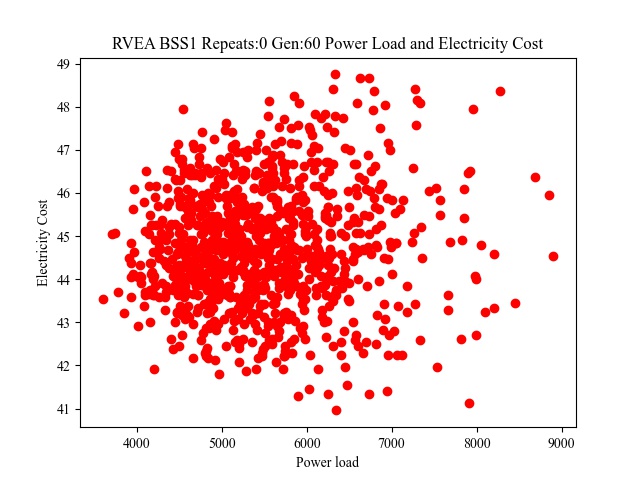 RVEA BSS1 Repeats:0 Gen:60 Power Load and Electricity Cost
49
48
47
46
45
44
43
42
41
Electricity Cost
4000 5000 6000 7000 8000 9000
Power load